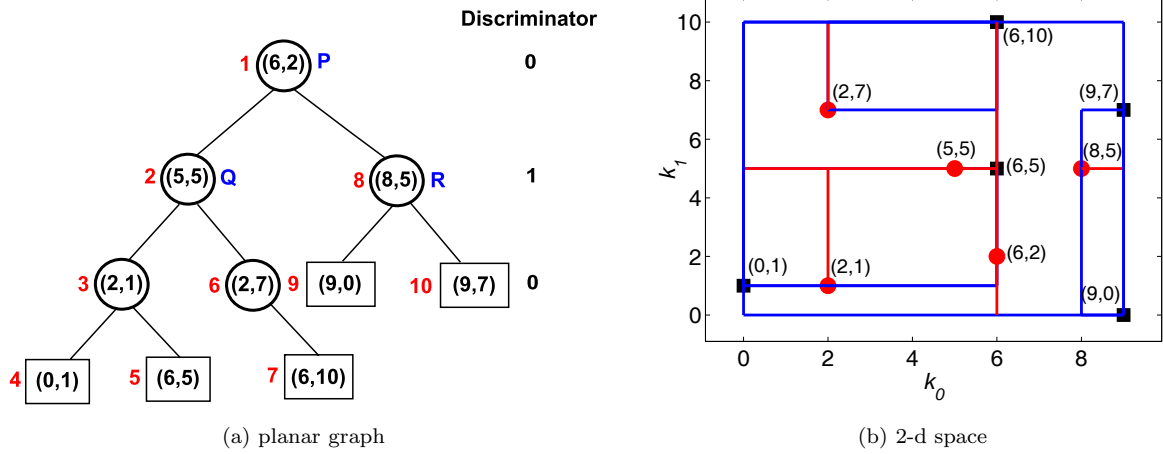 Discriminator
1 (6,2) P 0
2 (5,5) Q 8 (8,5) R 1
3 (2,1) 6 (2,7) 9 (9,0) 10 (9,7) 0
4 (0,1) 5 (6,5) 7 (6,10)
(a) planar graph
10 (6,10)
8 (2,7) (9,7)
6 (5,5) (8,5)
k1 (6,5)
4
2 (0,1) (2,1) (6,2)
0 (9,0)
0 2 4 6 8
k0
(b) 2-d space